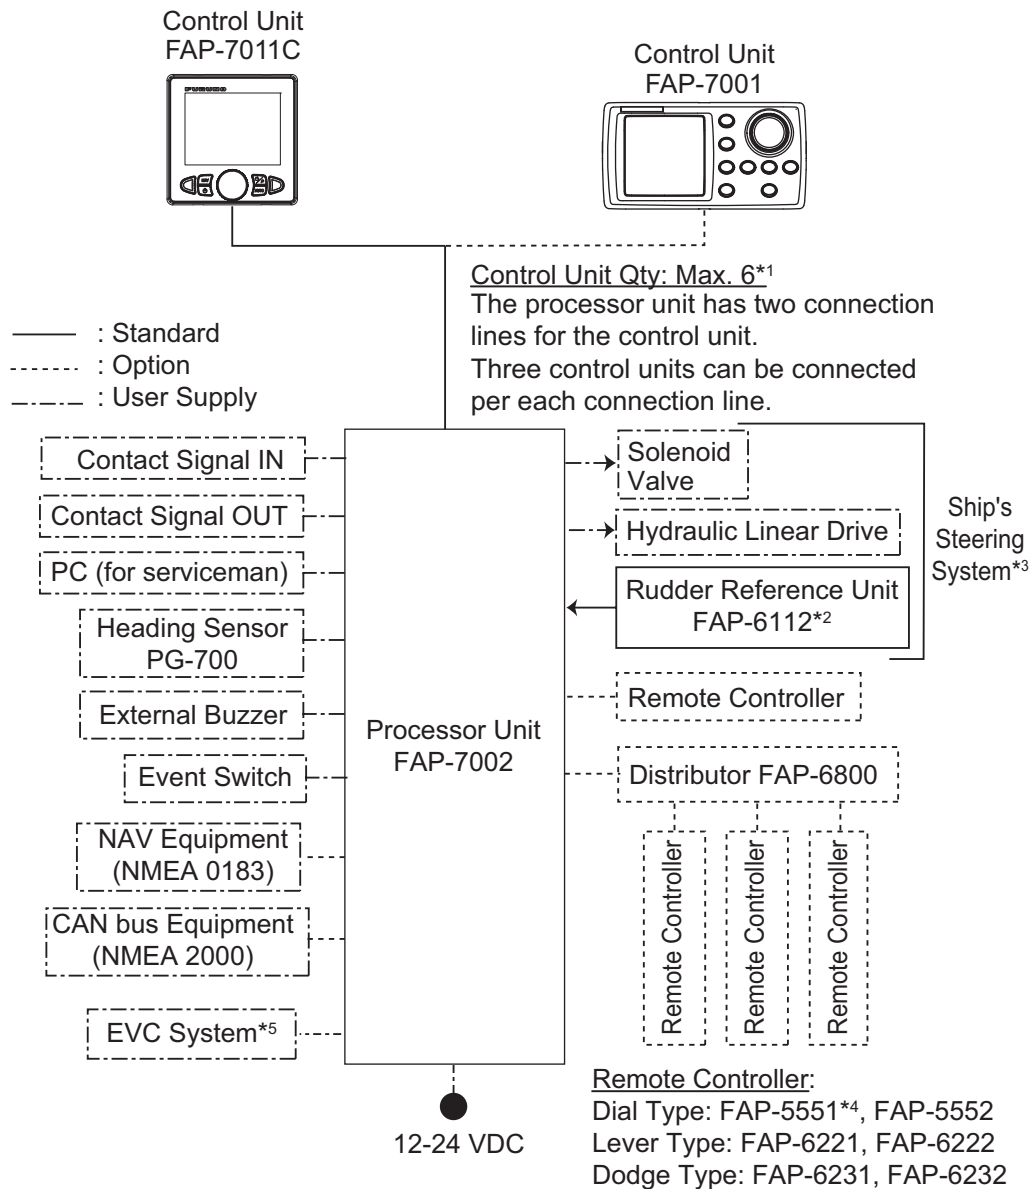 Control Unit
FAP-7011C
Control Unit
FAP-7001
FURUNO
Control Unit Qty: Max. 6*1
The processor unit has two connection
lines for the control unit.
Three control units can be connected
per each connection line.
: Standard
: Option
: User Supply
Contact Signal IN
Contact Signal OUT
PC (for serviceman)
Heading Sensor
PG-700
External Buzzer
Event Switch
NAV Equipment
(NMEA 0183)
CAN bus Equipment
(NMEA 2000)
EVC System*5
Processor Unit
FAP-7002
12-24 VDC
Solenoid
Valve
Hydraulic Linear Drive
Rudder Reference Unit
FAP-6112*2
Ship's
Steering
System*3
Remote Controller
Distributor FAP-6800
Remote Controller
Remote Controller
Remote Controller
Remote Controller:
Dial Type: FAP-5551*4, FAP-5552
Lever Type: FAP-6221, FAP-6222
Dodge Type: FAP-6231, FAP-6232